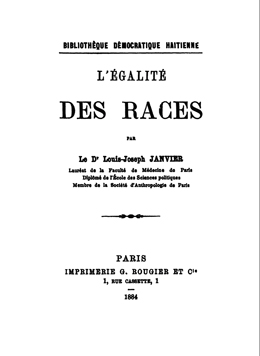 BIBLIOTHÈQUE DÉMOCRATIQUE HAITIENNE
L'ÉGALITÉ
DES RACES
PAR
Le Dr Louis-Joseph JANVIER
Lauréat de la Faculté de Médecine de Paris
Diplômé de l'École des Sciences politiques
Membre de la Société d'Anthropologie de Paris
PARIS
IMPRIMERIE G. ROUGIER ET Cie
1, RUE CASSETTE, 1
1884